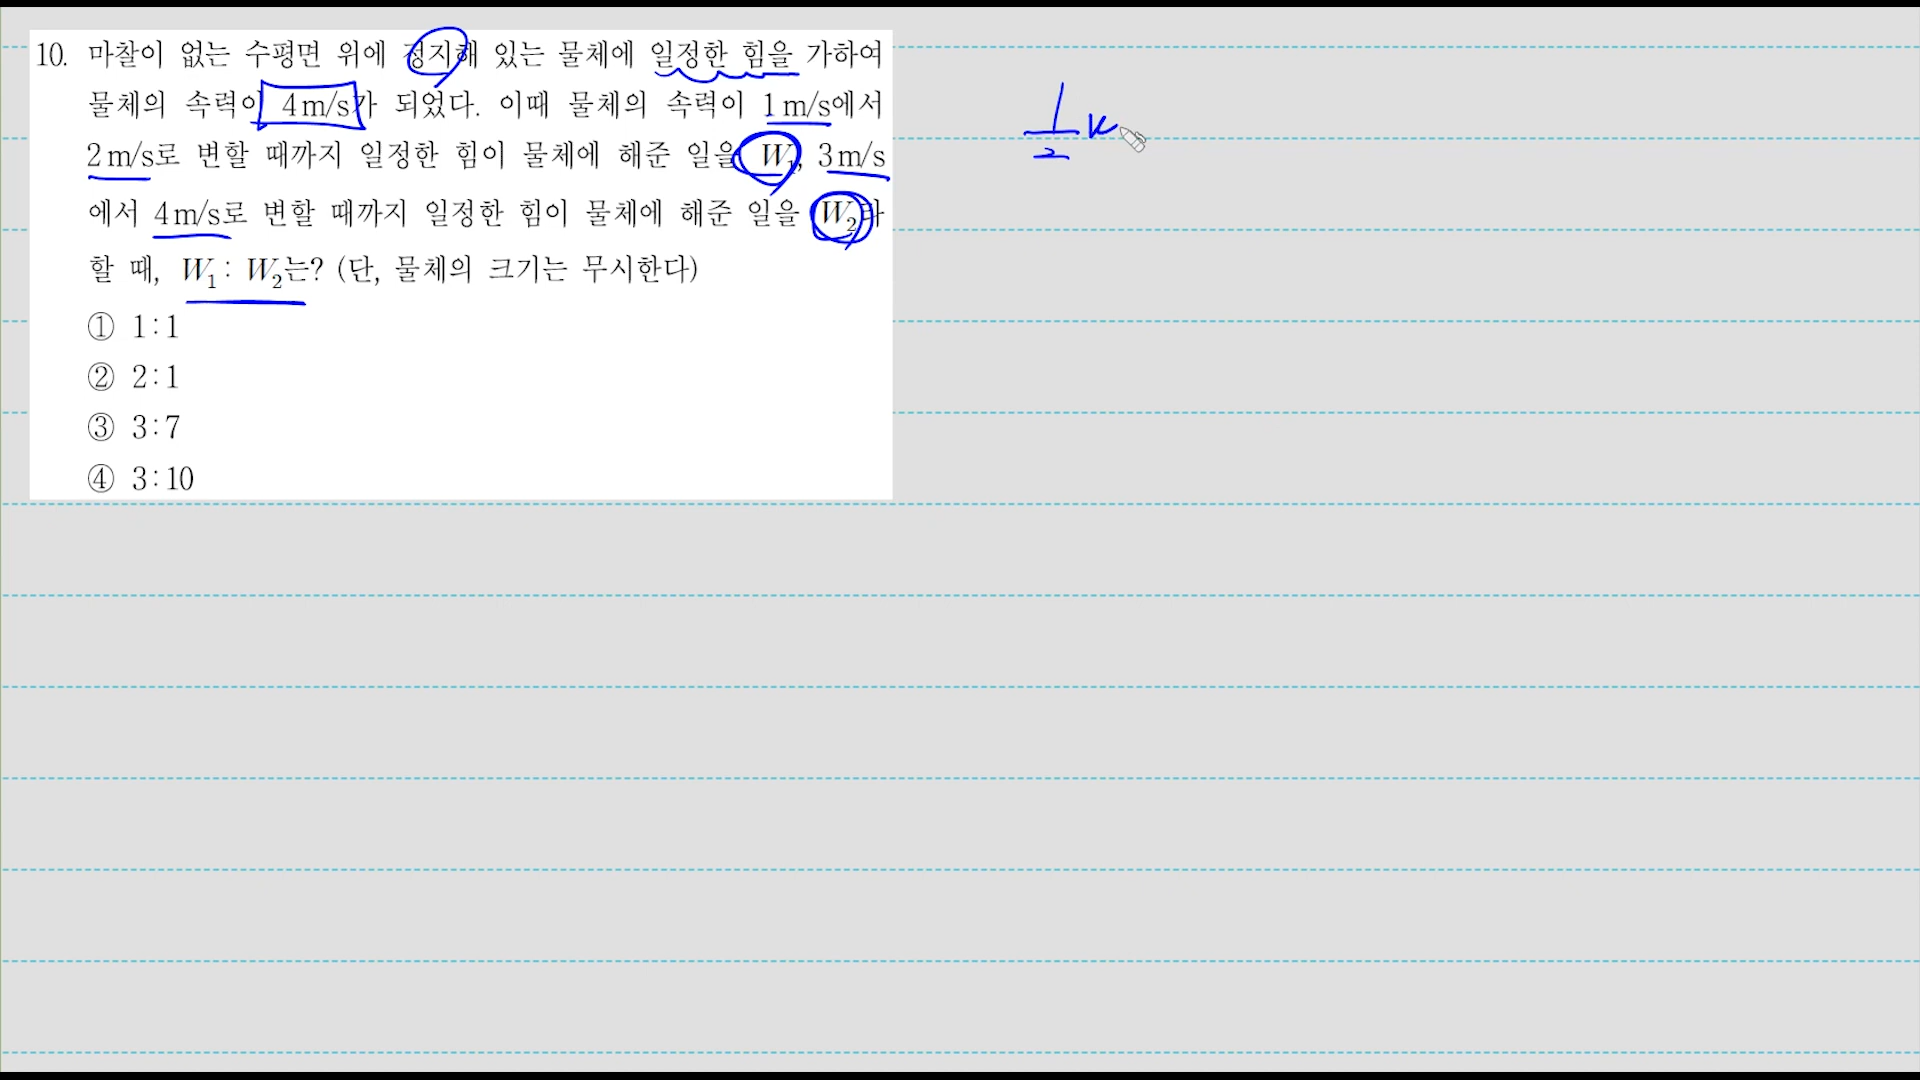 10. 마찰이 없는 수평면 위에 정지해 있는 물체에 일정한 힘을 가하여
물체의 속력이 4m/s가 되었다. 이때 물체의 속력이 1m/s에서
2m/s로 변할 때까지 일정한 힘이 물체에 해준 일을 W₁, 3m/s
에서 4m/s로 변할 때까지 일정한 힘이 물체에 해준 일을 W₂라
할 때, W₁ : W₂는? (단, 물체의 크기는 무시한다)
① 1:1
② 2:1
③ 3:7
④ 3:10
1/2